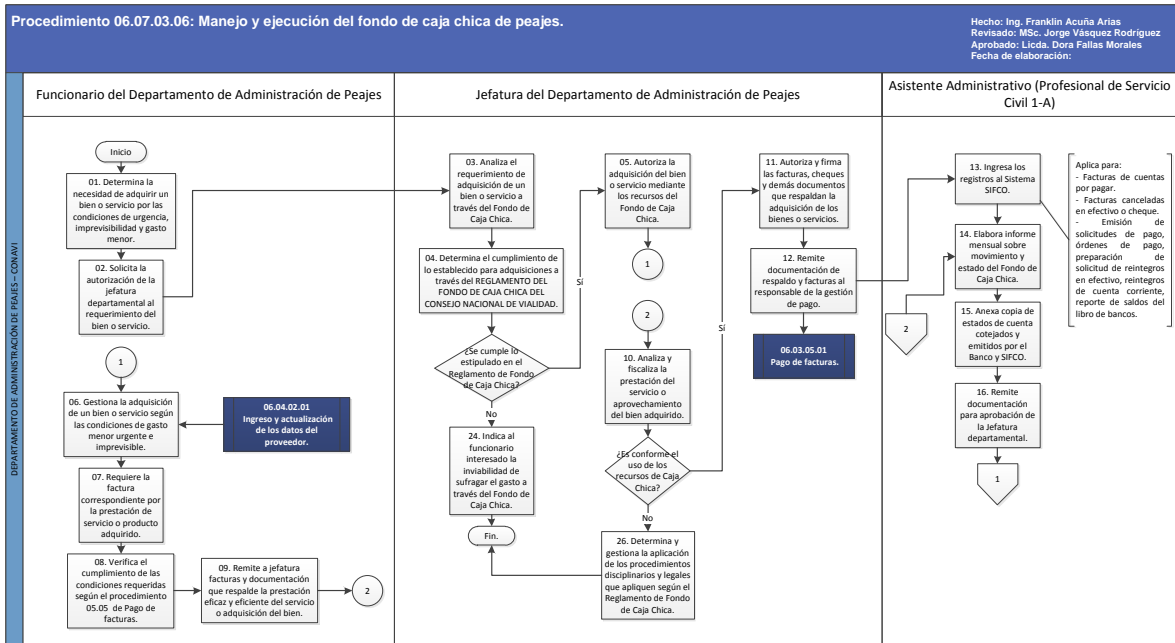 Procedimiento 06.07.03.06: Manejo y ejecución del fondo de caja chica de peajes.
Hecho: Ing. Franklin Acuña Arias
Revisado: MSc. Jorge Vásquez Rodríguez
Aprobado: Licda. Dora Fallas Morales
Fecha de elaboración:
DEPARTAMENTO DE ADMINISTRACIÓN DE PEAJES – CONAVI
Funcionario del Departamento de Administración de Peajes
Inicio
01. Determina la
necesidad de adquirir un
bien o servicio por las
condiciones de urgencia,
imprevisibilidad y gasto
menor.
02. Solicita la
autorización de la
jefatura departamental al
requerimiento del
bien o servicio.
1
06. Gestiona la adquisición
de un bien o servicio según
las condiciones de gasto
menor urgente e
imprevisible.
06.04.02.01
Ingreso y actualización
de los datos del
proveedor.
07. Requiere la
factura
correspondiente por
la prestación de
servicio o producto
adquirido.
08. Verifica el
cumplimiento de las
condiciones requeridas
según el procedimiento
05.05 de Pago de
facturas.
09. Remite a jefatura
facturas y documentación
que respalde la prestación
eficaz y eficiente del servicio
o adquisición del bien.
2
Jefatura del Departamento de Administración de Peajes
03. Analiza el
requerimiento de
adquisición de un
bien o servicio a
través del Fondo de
Caja Chica.
04. Determina el cumplimiento de
lo establecido para adquisiciones a
través del REGLAMENTO DEL
FONDO DE CAJA CHICA DEL
CONSEJO NACIONAL DE VIALIDAD.
¿Se cumple lo
estipulado en el
Reglamento de Fondo
de Caja Chica?
Sí
No
24. Indica al
funcionario
interesado la
inviabilidad de
sufragar el gasto a
través del Fondo de
Caja Chica.
Fin.
05. Autoriza la
adquisición del bien
o servicio mediante
los recursos del
Fondo de Caja Chica.
1
2
10. Analiza y
fiscaliza la
prestación del
servicio o
aprovechamiento
del bien adquirido.
¿Es conforme el
uso de los
recursos de Caja
Chica?
Sí
No
26. Determina y
gestiona la aplicación
de los procedimientos
disciplinarios y legales
que apliquen según el
Reglamento de Fondo
de Caja Chica.
11. Autoriza y firma
las facturas, cheques y
demás documentos
que respaldan la
adquisición de los
bienes o servicios.
12. Remite
documentación de
respaldo y facturas al
responsable de la gestión
de pago.
06.03.05.01
Pago de facturas.
Asistente Administrativo (Profesional de Servicio
Civil 1-A)
13. Ingresa los
registros al Sistema
SIFCO.
14. Elabora informe
mensual sobre
movimiento y
estado del Fondo de
Caja Chica.
2
15. Anexa copia de
estados de cuenta
cotejados y
emitidos por el
Banco y SIFCO.
16. Remite
documentación
para aprobación de
la Jefatura
departamental.
1
Aplica para:
- Facturas de cuentas
por pagar.
- Facturas canceladas
en efectivo o cheque.
- Emisión de
solicitudes de pago,
órdenes de pago,
preparación de
solicitud de reintegros
en efectivo, reintegros
de cuenta corriente,
reporte de saldos del
libro de bancos.